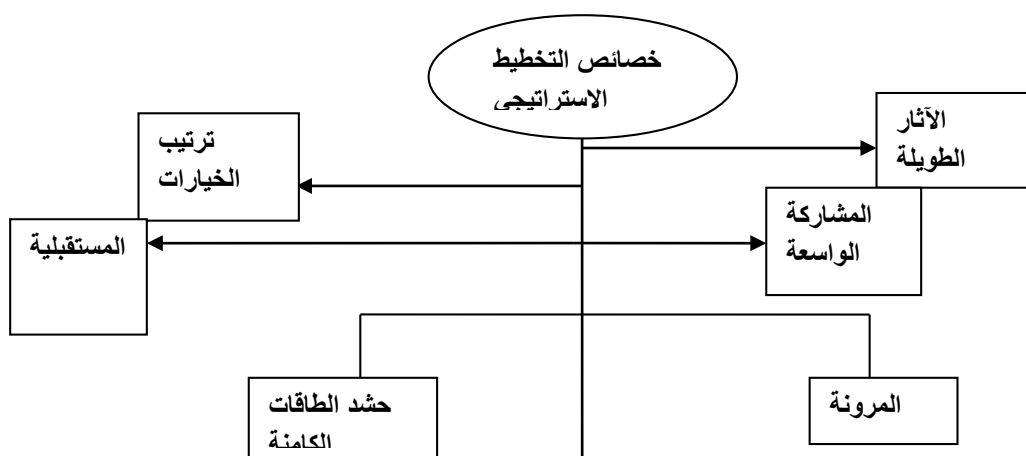 خصائص التخطيط
الاستراتيجي
الآثار
الطويلة
ترتيب
الخيارات
المشاركة
الواسعة
المستقبلية
المرونة
حشد الطاقات
الكامنة